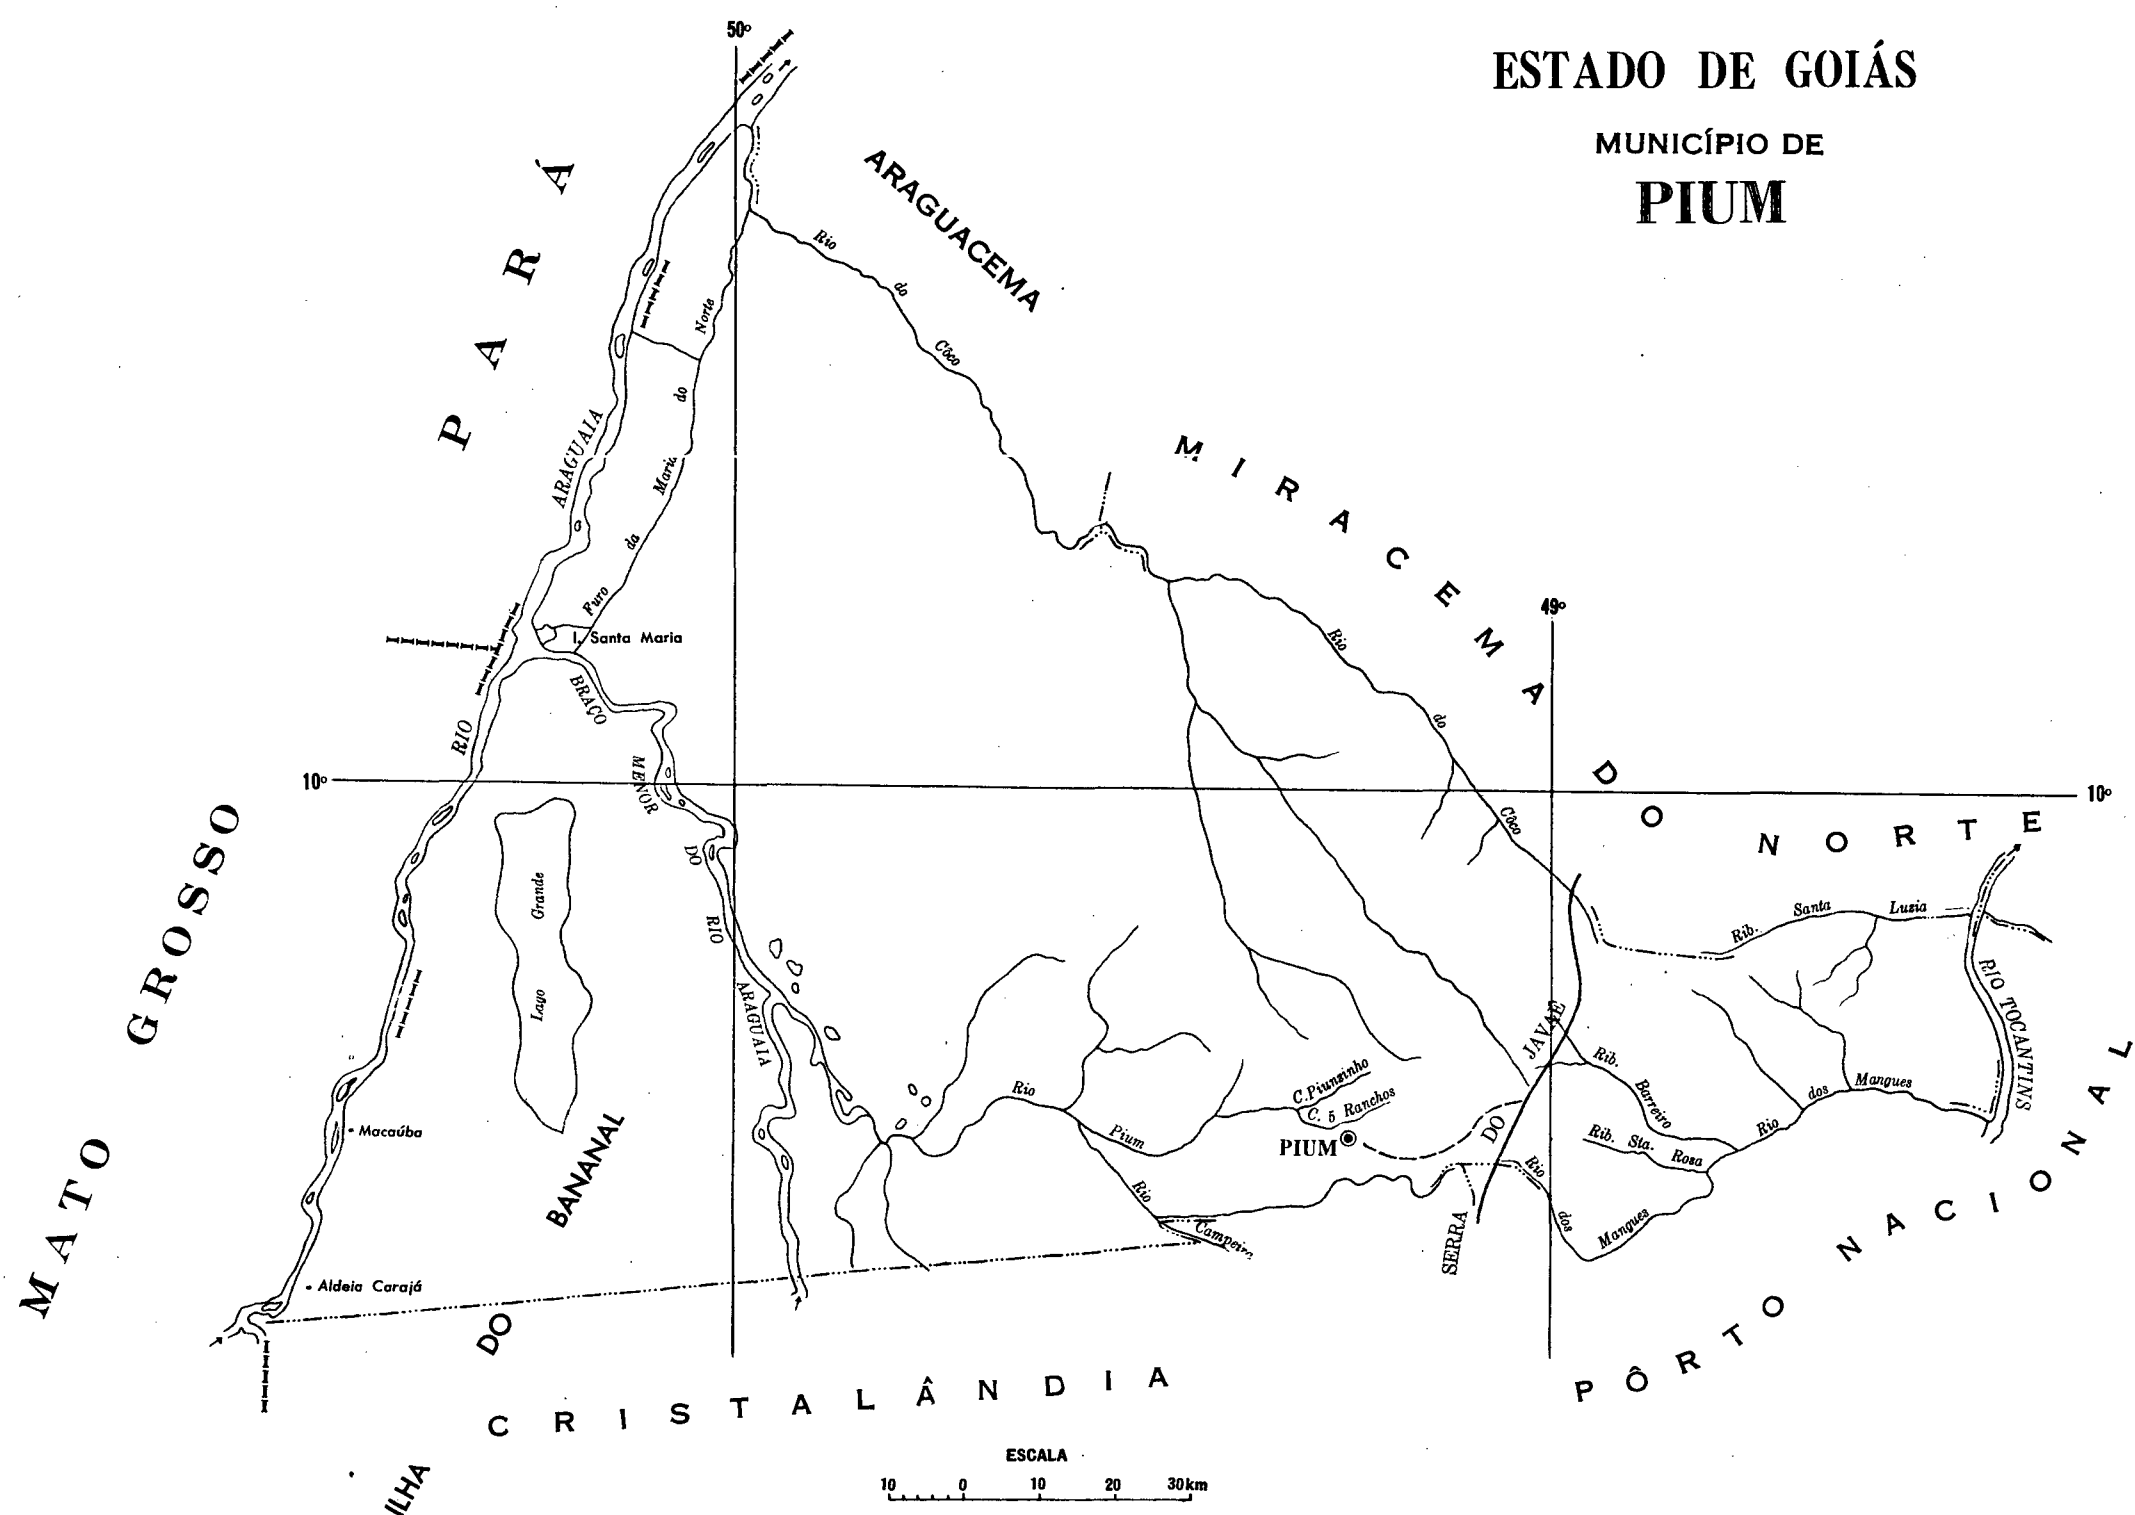 ESTADO DE GOIÁS
MUNICÍPIO DE
PIUM
50º
PARÁ
ARAGUACEMA
Rio do Côco
Furo da Maria do Norte
RIO ARAGUAIA
MIRACEMA DO NORTE
49º
I. Santa Maria
BRAÇO MENOR DO RIO ARAGUAIA
Rio do Côco
10º
10º
MATO GROSSO
Lago Grande
Rib. Santa Luzia
RIO TOCANTINS
SERRA DO JAVAÉ
Rib. Barreiro
Rio dos Mangues
C. Piunzinho
C. 5 Ranchos
Rio Pium
PIUM
Rib. Sta. Rosa
Macaúba
Rio Campeiro
Rio dos Mangues
ILHA DO BANANAL
Aldeia Carajá
PÔRTO NACIONAL
CRISTALÂNDIA
ESCALA
10 0 10 20 30km